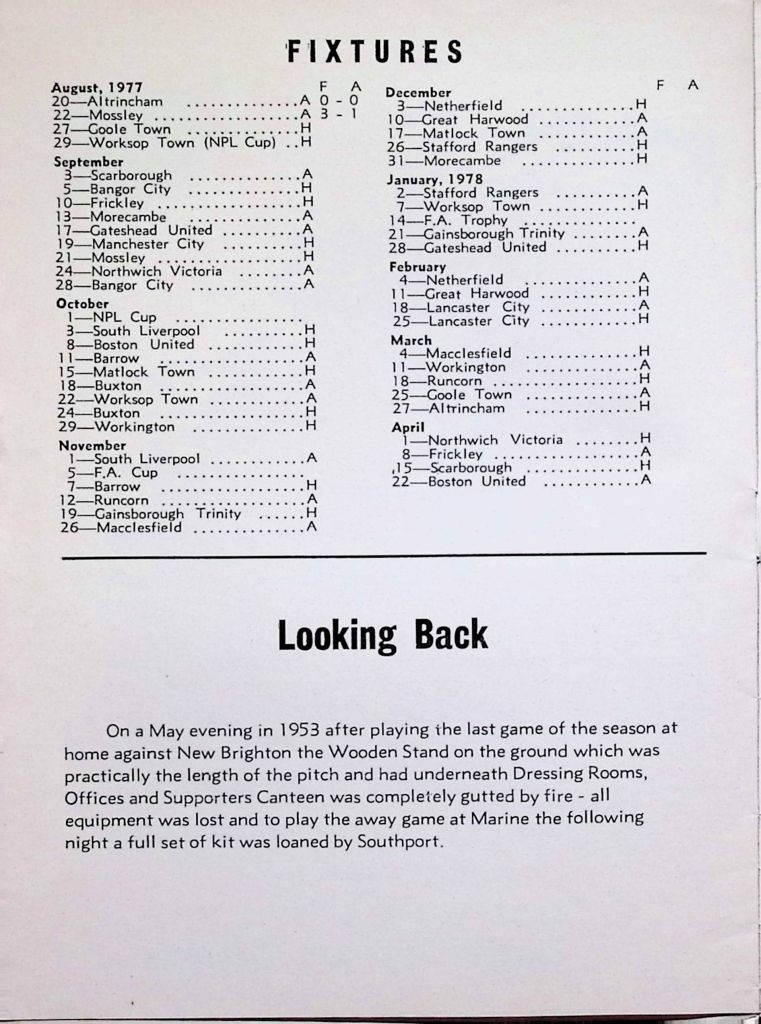 FIXTURES
F A
August, 1977
20—Altrincham ..............A 0 - 0
22—Mossley .................A 3 - 1
27—Goole Town ..............H
29—Worksop Town (NPL Cup) ..H
September
3—Scarborough ..............A
5—Bangor City ..............H
10—Frickley ................H
13—Morecambe ..............A
17—Gateshead United .........A
19—Manchester City .........H
21—Mossley .................H
24—Northwich Victoria ........A
28—Bangor City .............A
October
1—NPL Cup .................
3—South Liverpool ..........H
8—Boston United ............H
11—Barrow .................A
15—Matlock Town ............H
18—Buxton .................A
22—Worksop Town ...........A
24—Buxton .................H
29—Workington ..............H
November
1—South Liverpool ...........A
5—F.A. Cup ................
7—Barrow .................H
12—Runcorn ................A
19—Gainsborough Trinity ......H
26—Macclesfield .............A
F A
December
3—Netherfield ..............H
10—Great Harwood ...........A
17—Matlock Town ............A
26—Stafford Rangers .........H
31—Morecambe ..............H
January, 1978
2—Stafford Rangers ..........A
7—Worksop Town ............H
14—F.A. Trophy .............
21—Gainsborough Trinity .......A
28—Gateshead United .........H
February
4—Netherfield ..............A
11—Great Harwood ...........H
18—Lancaster City ...........A
25—Lancaster City ...........H
March
4—Macclesfield .............H
11—Workington ..............A
18—Runcorn ................H
25—Goole Town .............A
27—Altrincham ..............H
April
1—Northwich Victoria ........H
8—Frickley ................A
15—Scarborough .............H
22—Boston United ............A
Looking Back
On a May evening in 1953 after playing the last game of the season at
home against New Brighton the Wooden Stand on the ground which was
practically the length of the pitch and had underneath Dressing Rooms,
Offices and Supporters Canteen was completely gutted by fire - all
equipment was lost and to play the away game at Marine the following
night a full set of kit was loaned by Southport.